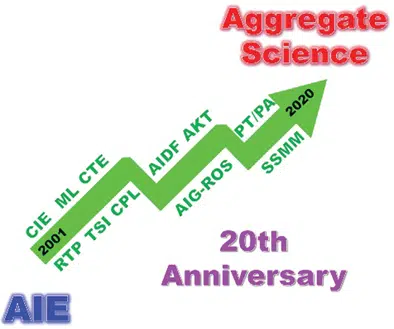 Aggregate
Science
CIE ML CTE
AIDF AKT
PT/PA
2001
2020
RTP TSI CPL
AIG-ROS
SSMM
20th
Anniversary
AIE